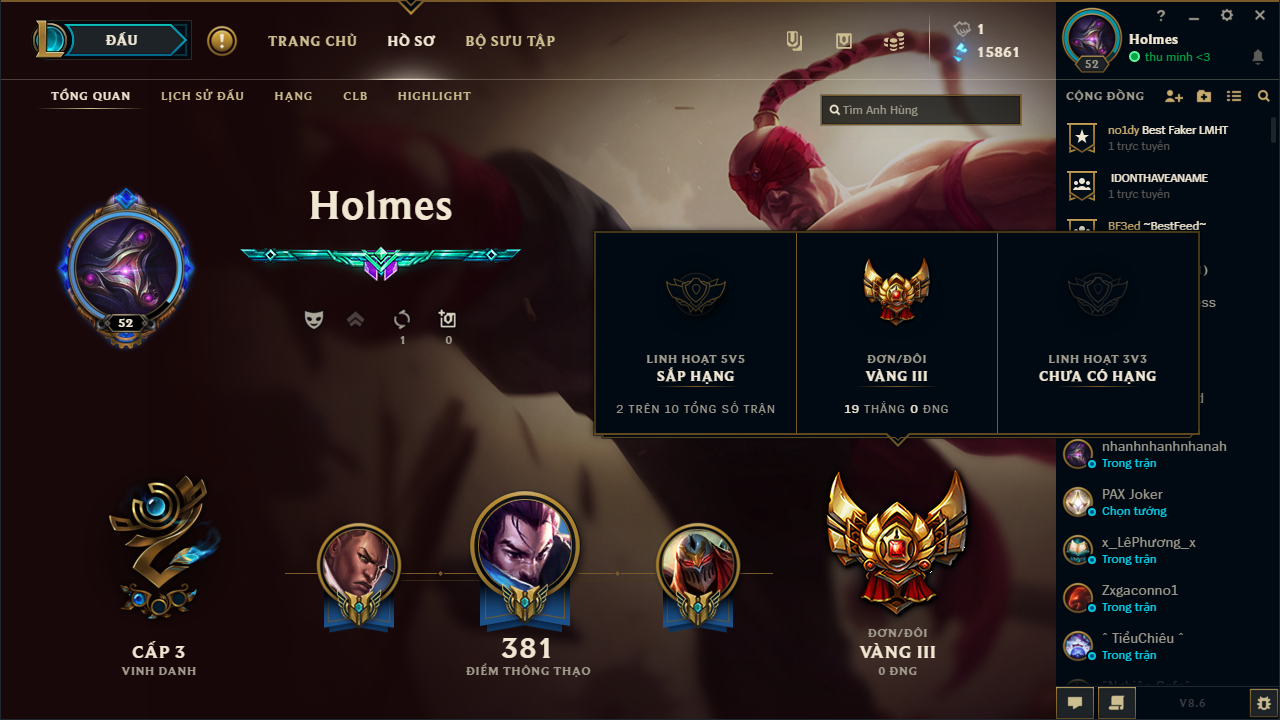 ĐẤU
TRANG CHỦ
HỒ SƠ
BỘ SƯU TẬP
1
15861
?
Holmes
thu minh <3
52
TỔNG QUAN
LỊCH SỬ ĐẤU
HẠNG
CLB
HIGHLIGHT
Tìm Anh Hùng
CỘNG ĐỒNG
no1dy Best Faker LMHT
1 trực tuyến
IDONTHAVEANAME
1 trực tuyến
BF3ed ~BestFeed~
Holmes
52
1
0
LINH HOẠT 5V5
SẮP HẠNG
2 TRÊN 10 TỔNG SỐ TRẬN
ĐƠN/ĐÔI
VÀNG III
19 THẮNG 0 ĐNG
LINH HOẠT 3V3
CHƯA CÓ HẠNG
)
ss
d
nhanhnhanhnhanah
Trong trận
PAX Joker
Chọn tướng
x_LêPhương_x
Trong trận
Zxgaconno1
Trong trận
ˆ TiểuChiêu ˆ
Trong trận
CẤP 3
VINH DANH
381
ĐIỂM THÔNG THẠO
ĐƠN/ĐÔI
VÀNG III
0 ĐNG
V8.6